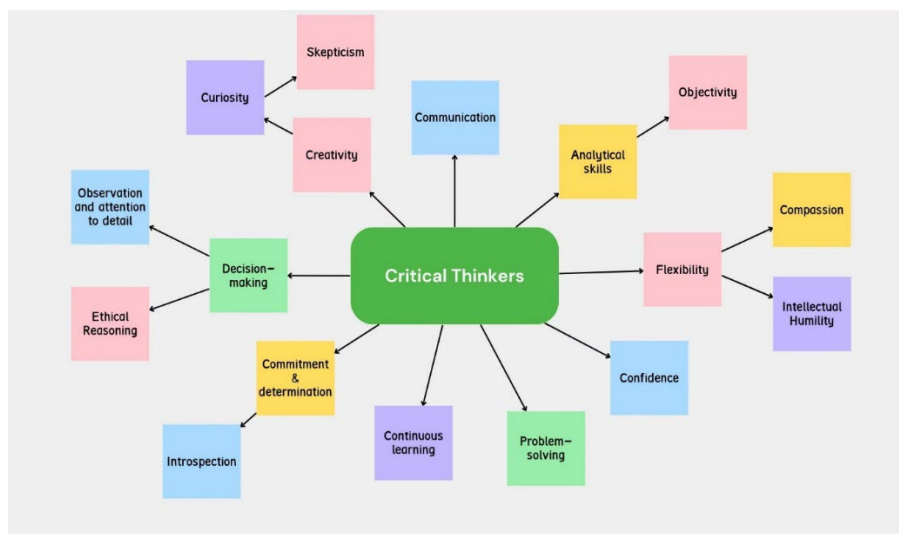 Skepticism
Curiosity
Creativity
Communication
Objectivity
Analytical
skills
Observation
and attention
to detail
Compassion
Decision-
making
Critical Thinkers
Flexibility
Ethical
Reasoning
Intellectual
Humility
Commitment
&
determination
Confidence
Introspection
Continuous
learning
Problem-
solving